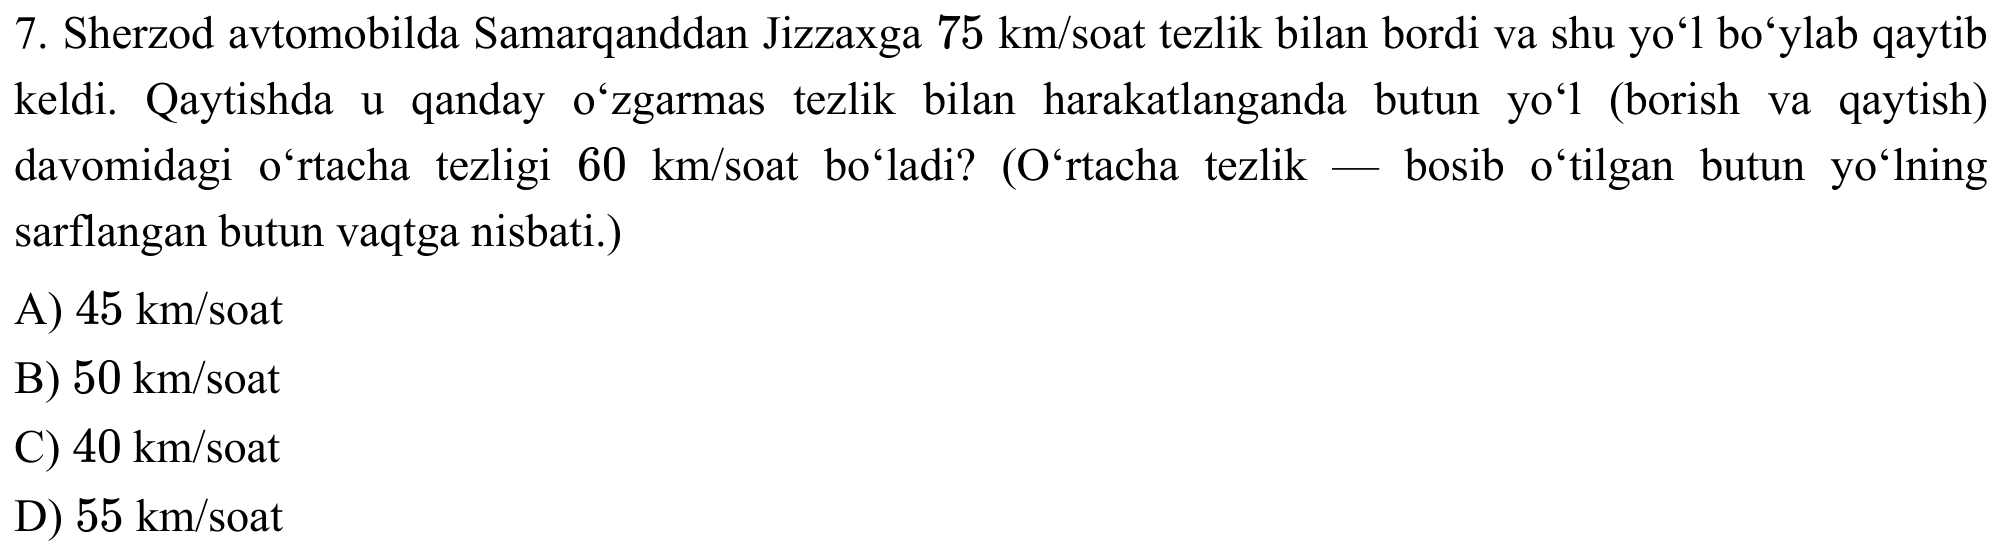 7. Sherzod avtomobilda Samarqanddan Jizzaxga 75 km/soat tezlik bilan bordi va shu yo‘l bo‘ylab qaytib
keldi. Qaytishda u qanday o‘zgarmas tezlik bilan harakatlanganda butun yo‘l (borish va qaytish)
davomidagi o‘rtacha tezligi 60 km/soat bo‘ladi? (O‘rtacha tezlik — bosib o‘tilgan butun yo‘lning
sarflangan butun vaqtga nisbati.)
A) 45 km/soat
B) 50 km/soat
C) 40 km/soat
D) 55 km/soat